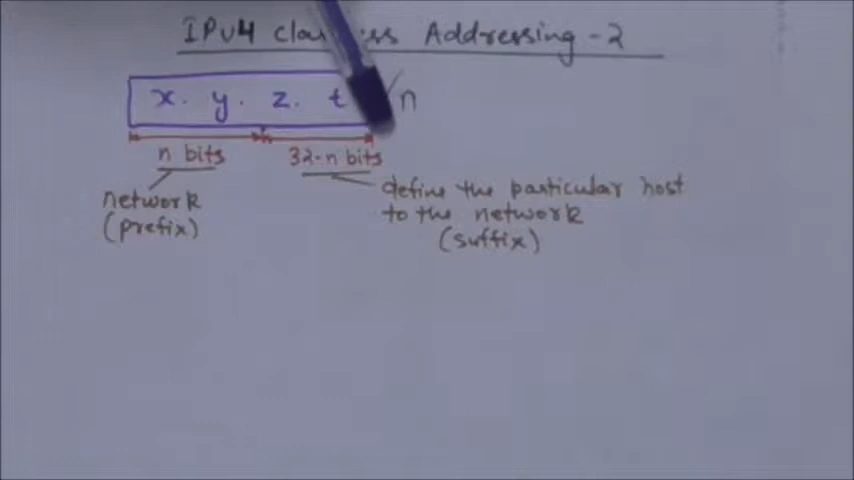 IPv4 Addressing -2
x. y. z. t /n
n bits 32-n bits
network
(prefix)
define the particular host
to the network
(suffix)